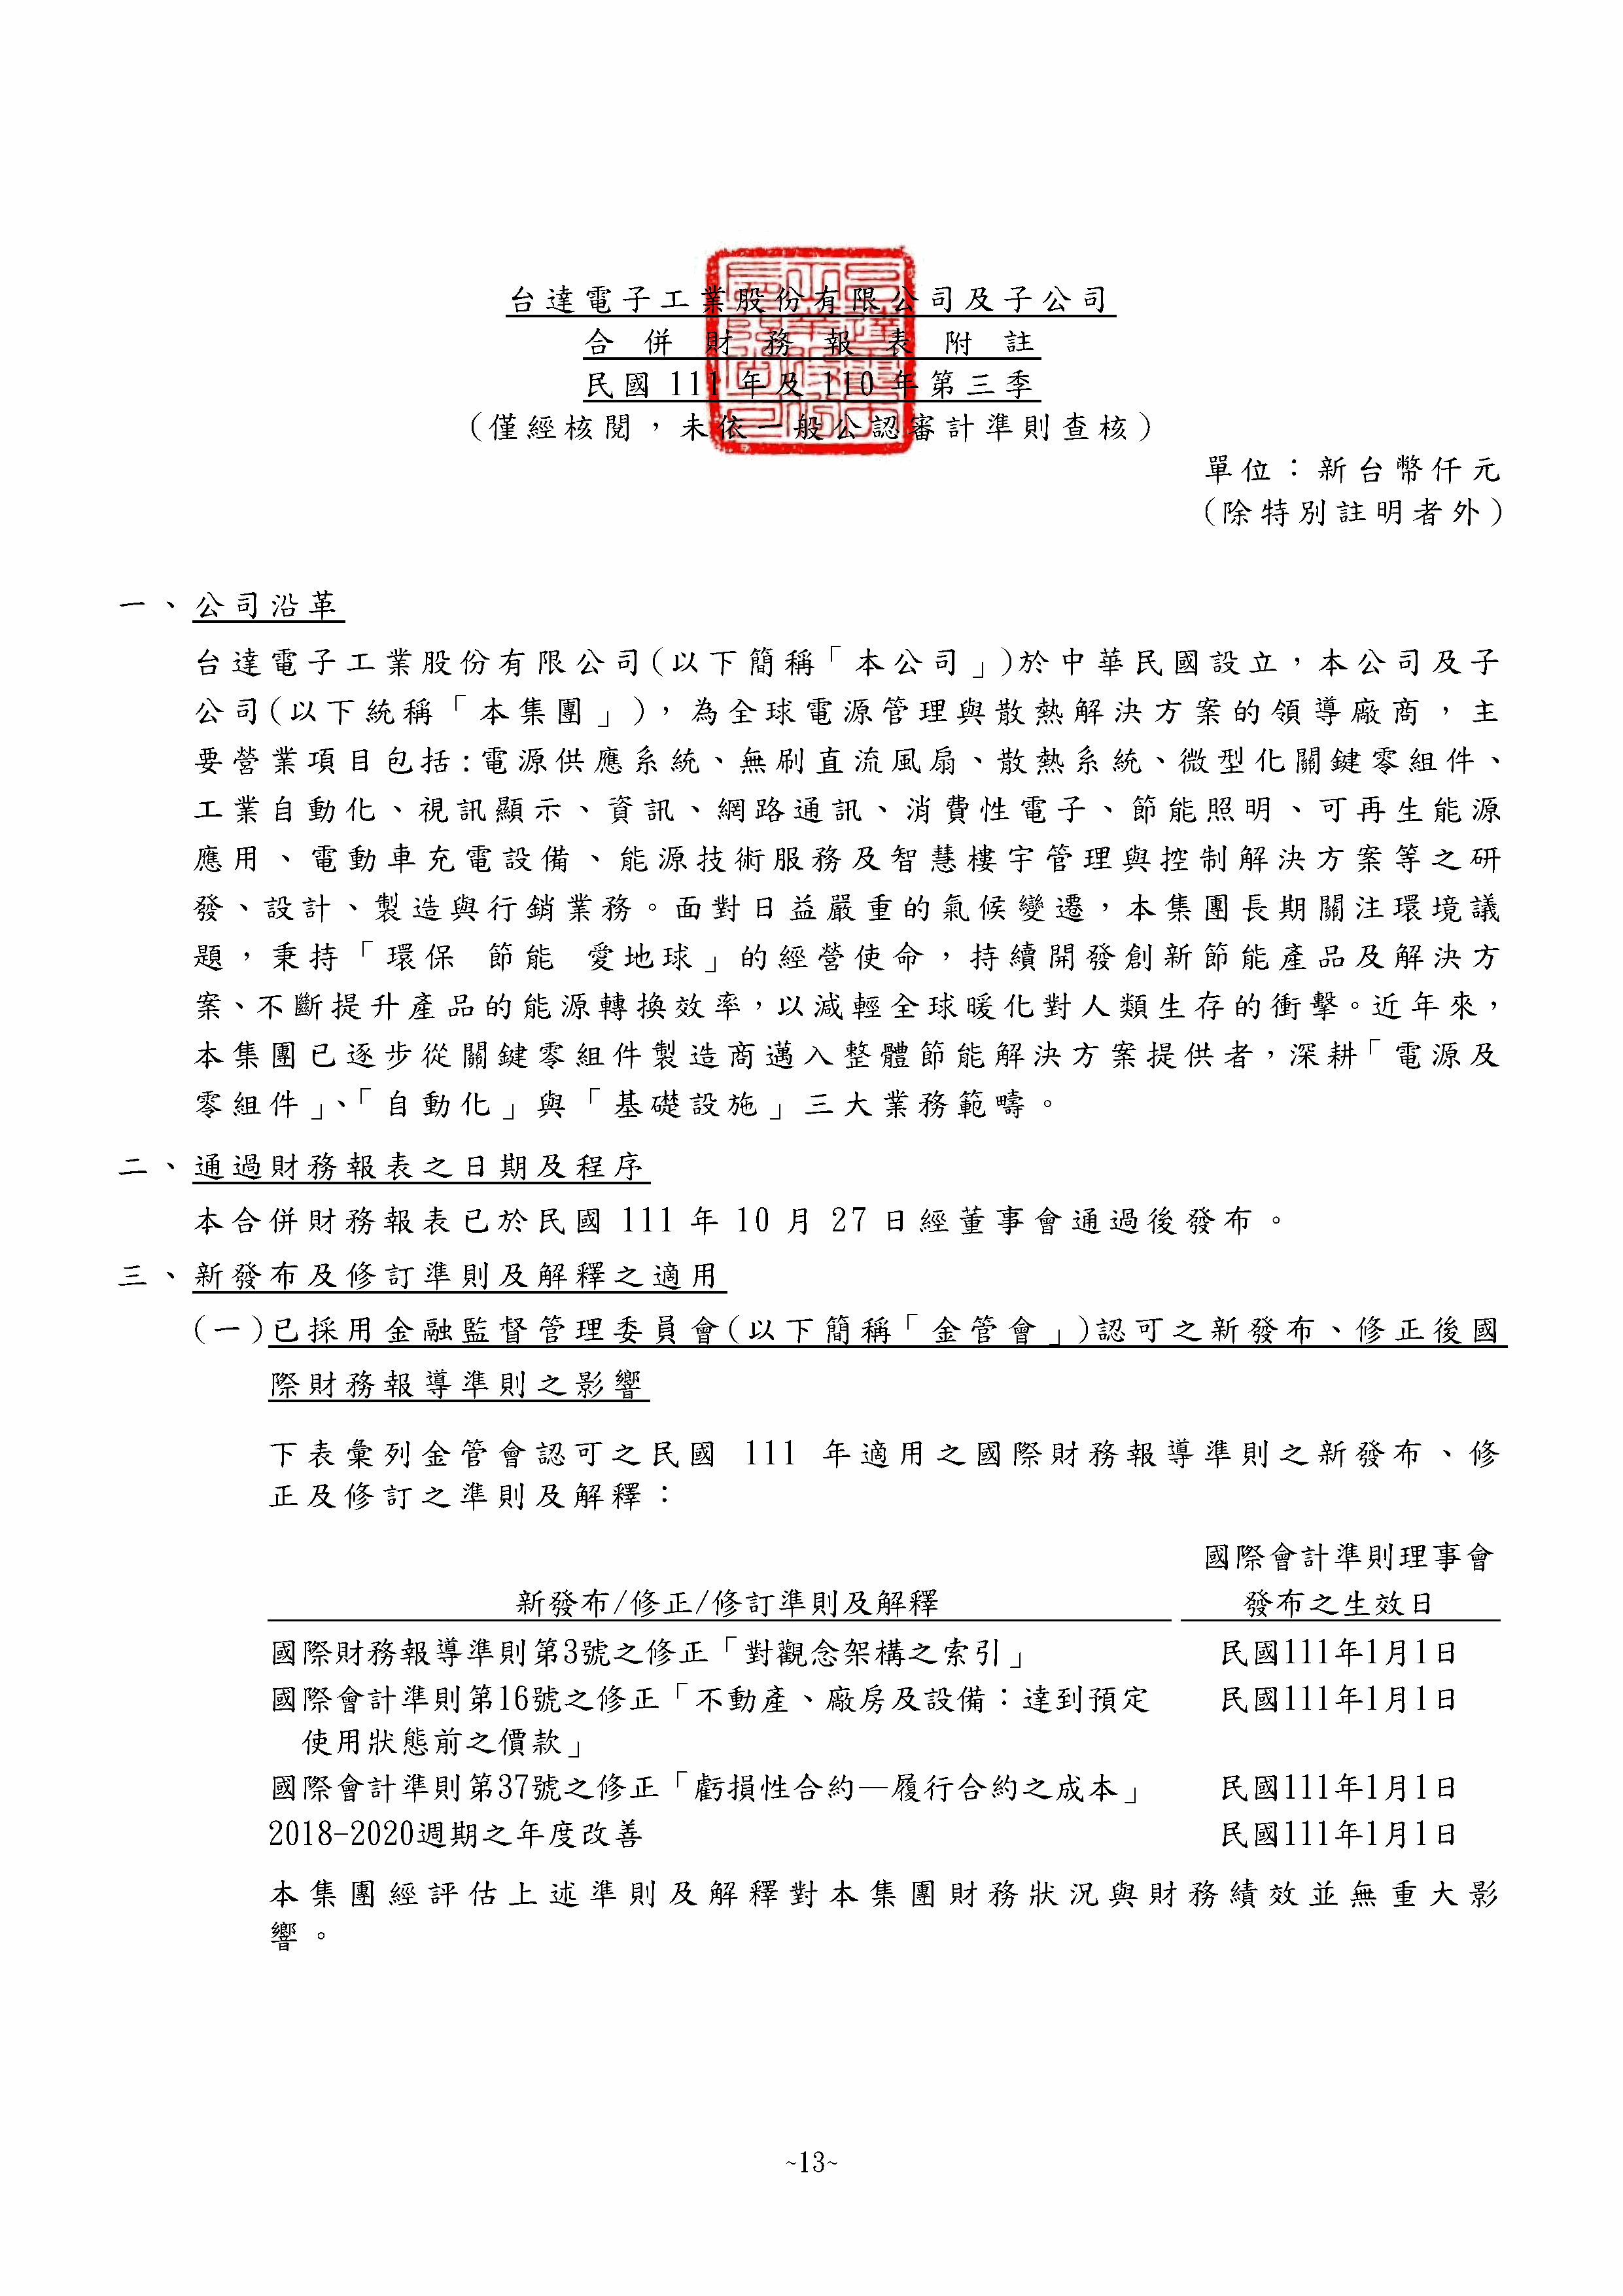 台達電子工業股份有限公司及子公司
合併財務報表附註
民國 111 年及 110 年第三季
(僅經核閱，未依一般公認審計準則查核)
單位：新台幣仟元
(除特別註明者外)
一、公司沿革
台達電子工業股份有限公司(以下簡稱「本公司」)於中華民國設立，本公司及子
公司(以下統稱「本集團」)，為全球電源管理與散熱解決方案的領導廠商，主
要營業項目包括:電源供應系統、無刷直流風扇、散熱系統、微型化關鍵零組件、
工業自動化、視訊顯示、資訊、網路通訊、消費性電子、節能照明、可再生能源
應用、電動車充電設備、能源技術服務及智慧樓宇管理與控制解決方案等之研
發、設計、製造與行銷業務。面對日益嚴重的氣候變遷，本集團長期關注環境議
題，秉持「環保 節能 愛地球」的經營使命，持續開發創新節能產品及解決方
案、不斷提升產品的能源轉換效率，以減輕全球暖化對人類生存的衝擊。近年來，
本集團已逐步從關鍵零組件製造商邁入整體節能解決方案提供者，深耕「電源及
零組件」、「自動化」與「基礎設施」三大業務範疇。
二、通過財務報表之日期及程序
本合併財務報表已於民國 111 年 10 月 27 日經董事會通過後發布。
三、新發布及修訂準則及解釋之適用
(一)已採用金融監督管理委員會(以下簡稱「金管會」)認可之新發布、修正後國
際財務報導準則之影響
下表彙列金管會認可之民國 111 年適用之國際財務報導準則之新發布、修
正及修訂之準則及解釋：
國際會計準則理事會
新發布/修正/修訂準則及解釋 發布之生效日
國際財務報導準則第3號之修正「對觀念架構之索引」 民國111年1月1日
國際會計準則第16號之修正「不動產、廠房及設備：達到預定 民國111年1月1日
使用狀態前之價款」
國際會計準則第37號之修正「虧損性合約—履行合約之成本」 民國111年1月1日
2018-2020週期之年度改善 民國111年1月1日
本集團經評估上述準則及解釋對本集團財務狀況與財務績效並無重大影
響。
~13~